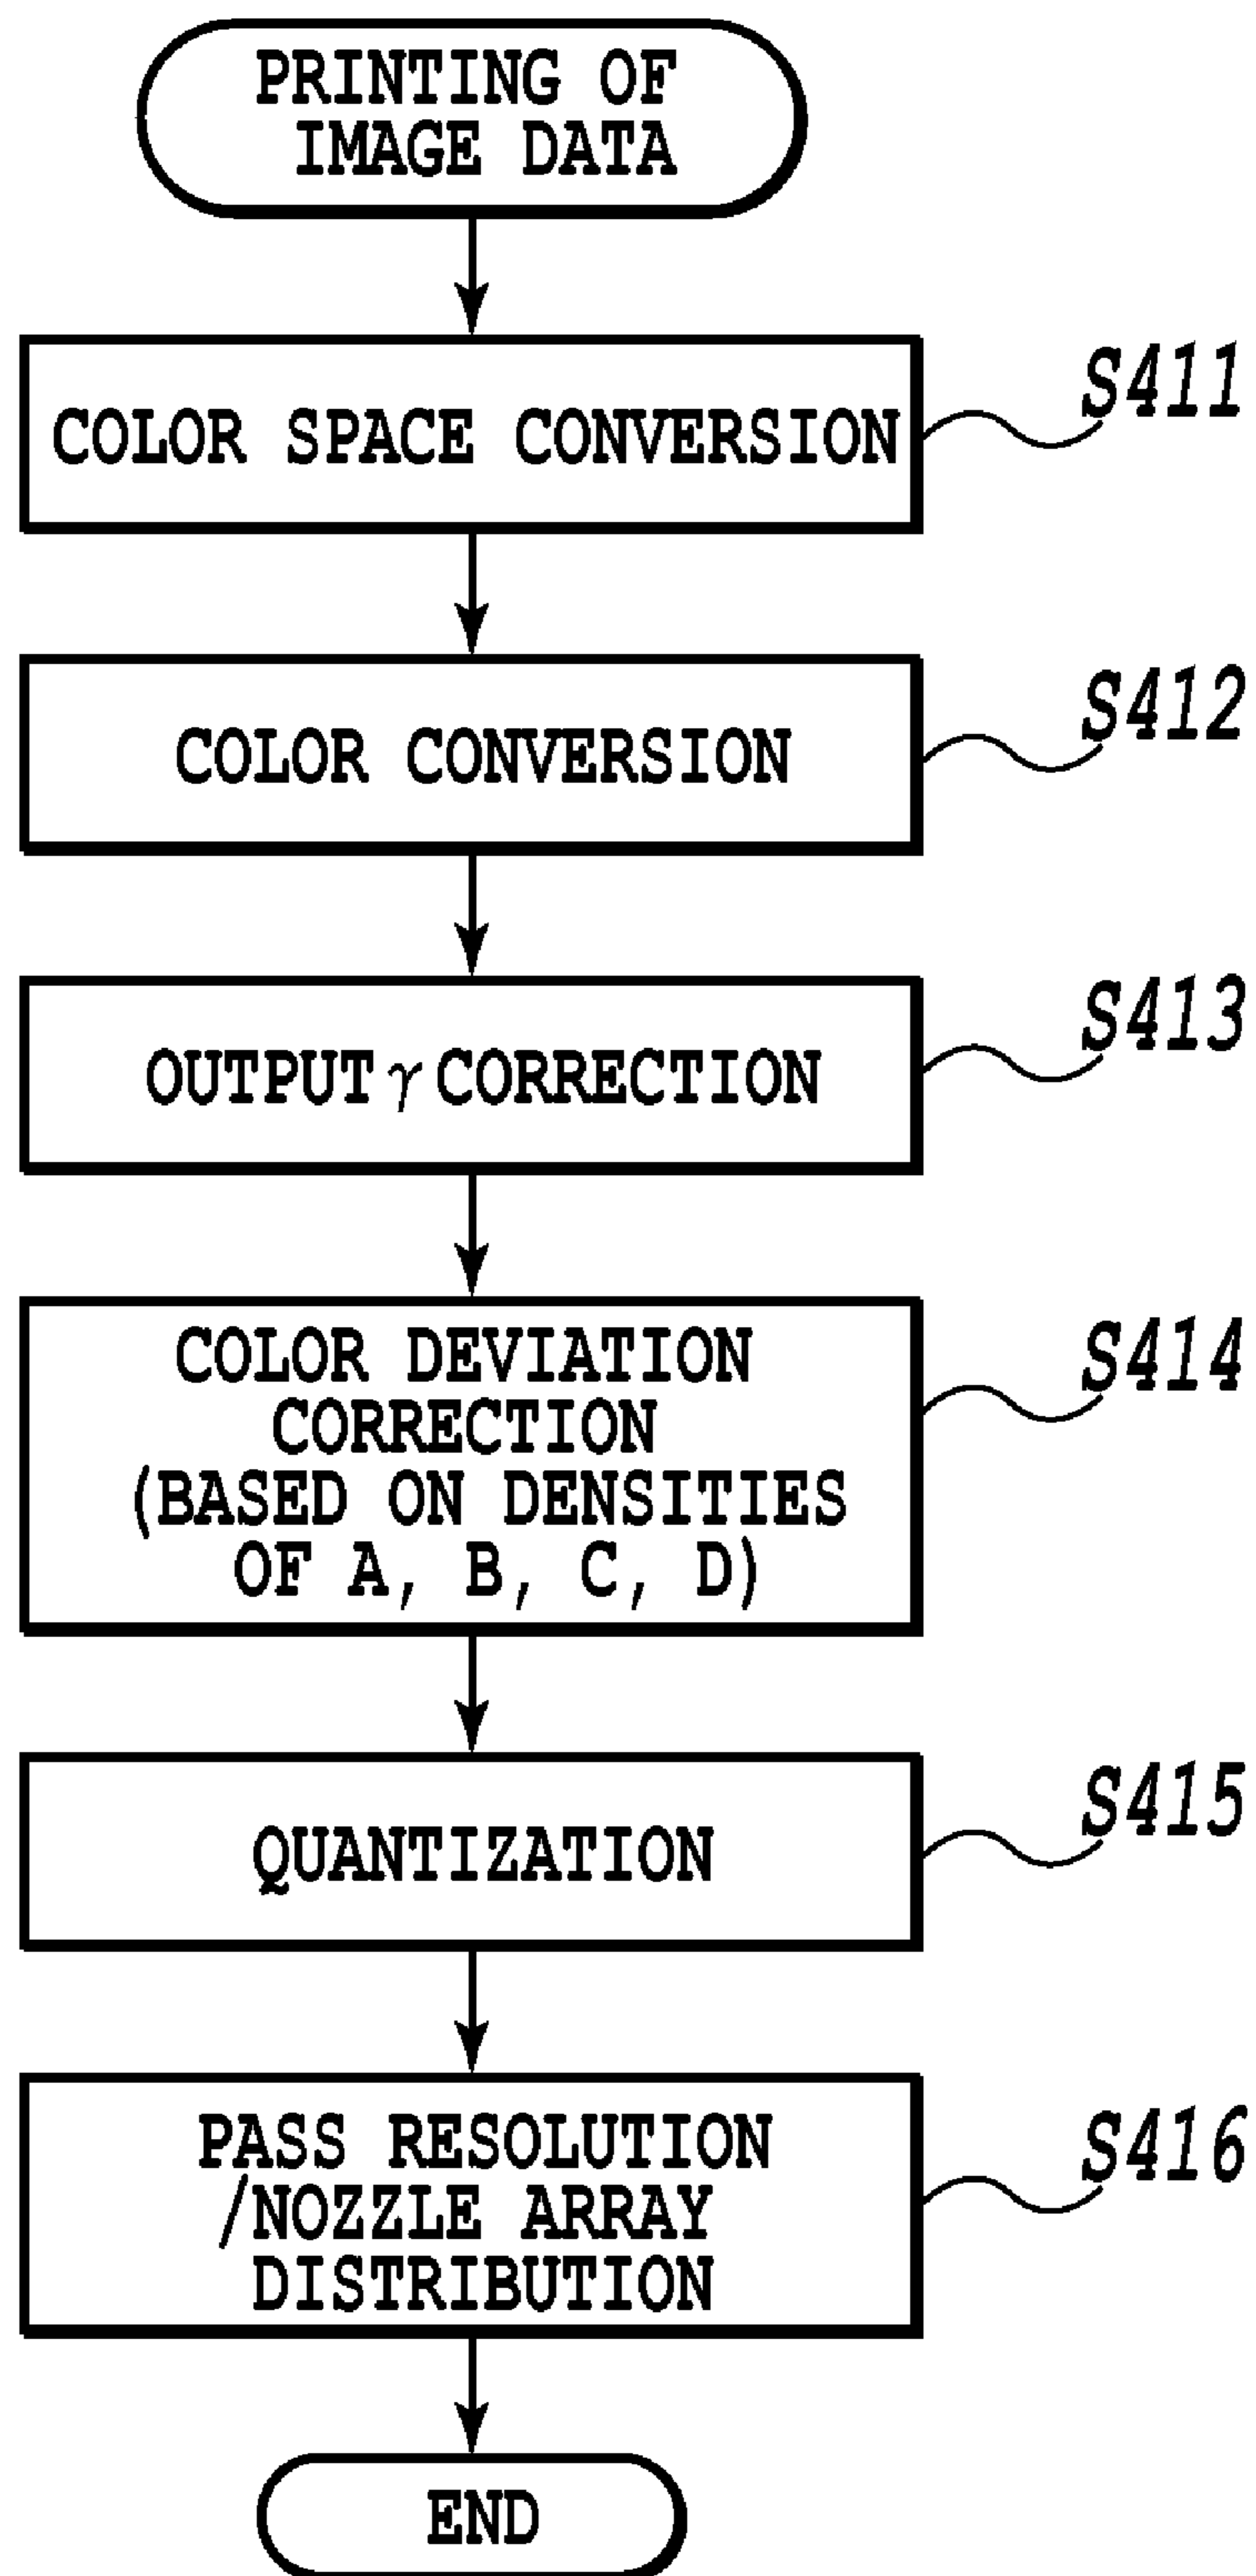 PRINTING OF
IMAGE DATA
COLOR SPACE CONVERSION
S411
COLOR CONVERSION
S412
OUTPUT γ CORRECTION
S413
COLOR DEVIATION
CORRECTION
(BASED ON DENSITIES
OF A, B, C, D)
S414
QUANTIZATION
S415
PASS RESOLUTION
/NOZZLE ARRAY
DISTRIBUTION
S416
END